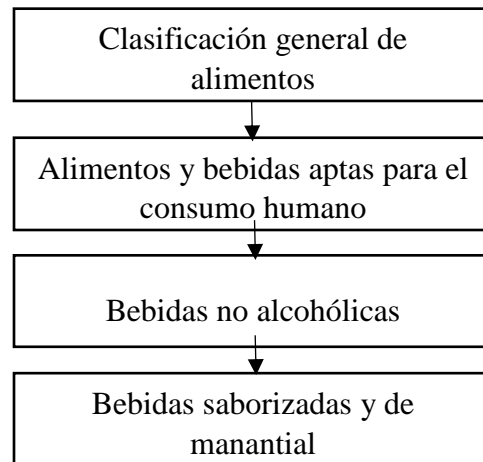 Clasificación general de
alimentos
Alimentos y bebidas aptas para el
consumo humano
Bebidas no alcohólicas
Bebidas saborizadas y de
manantial